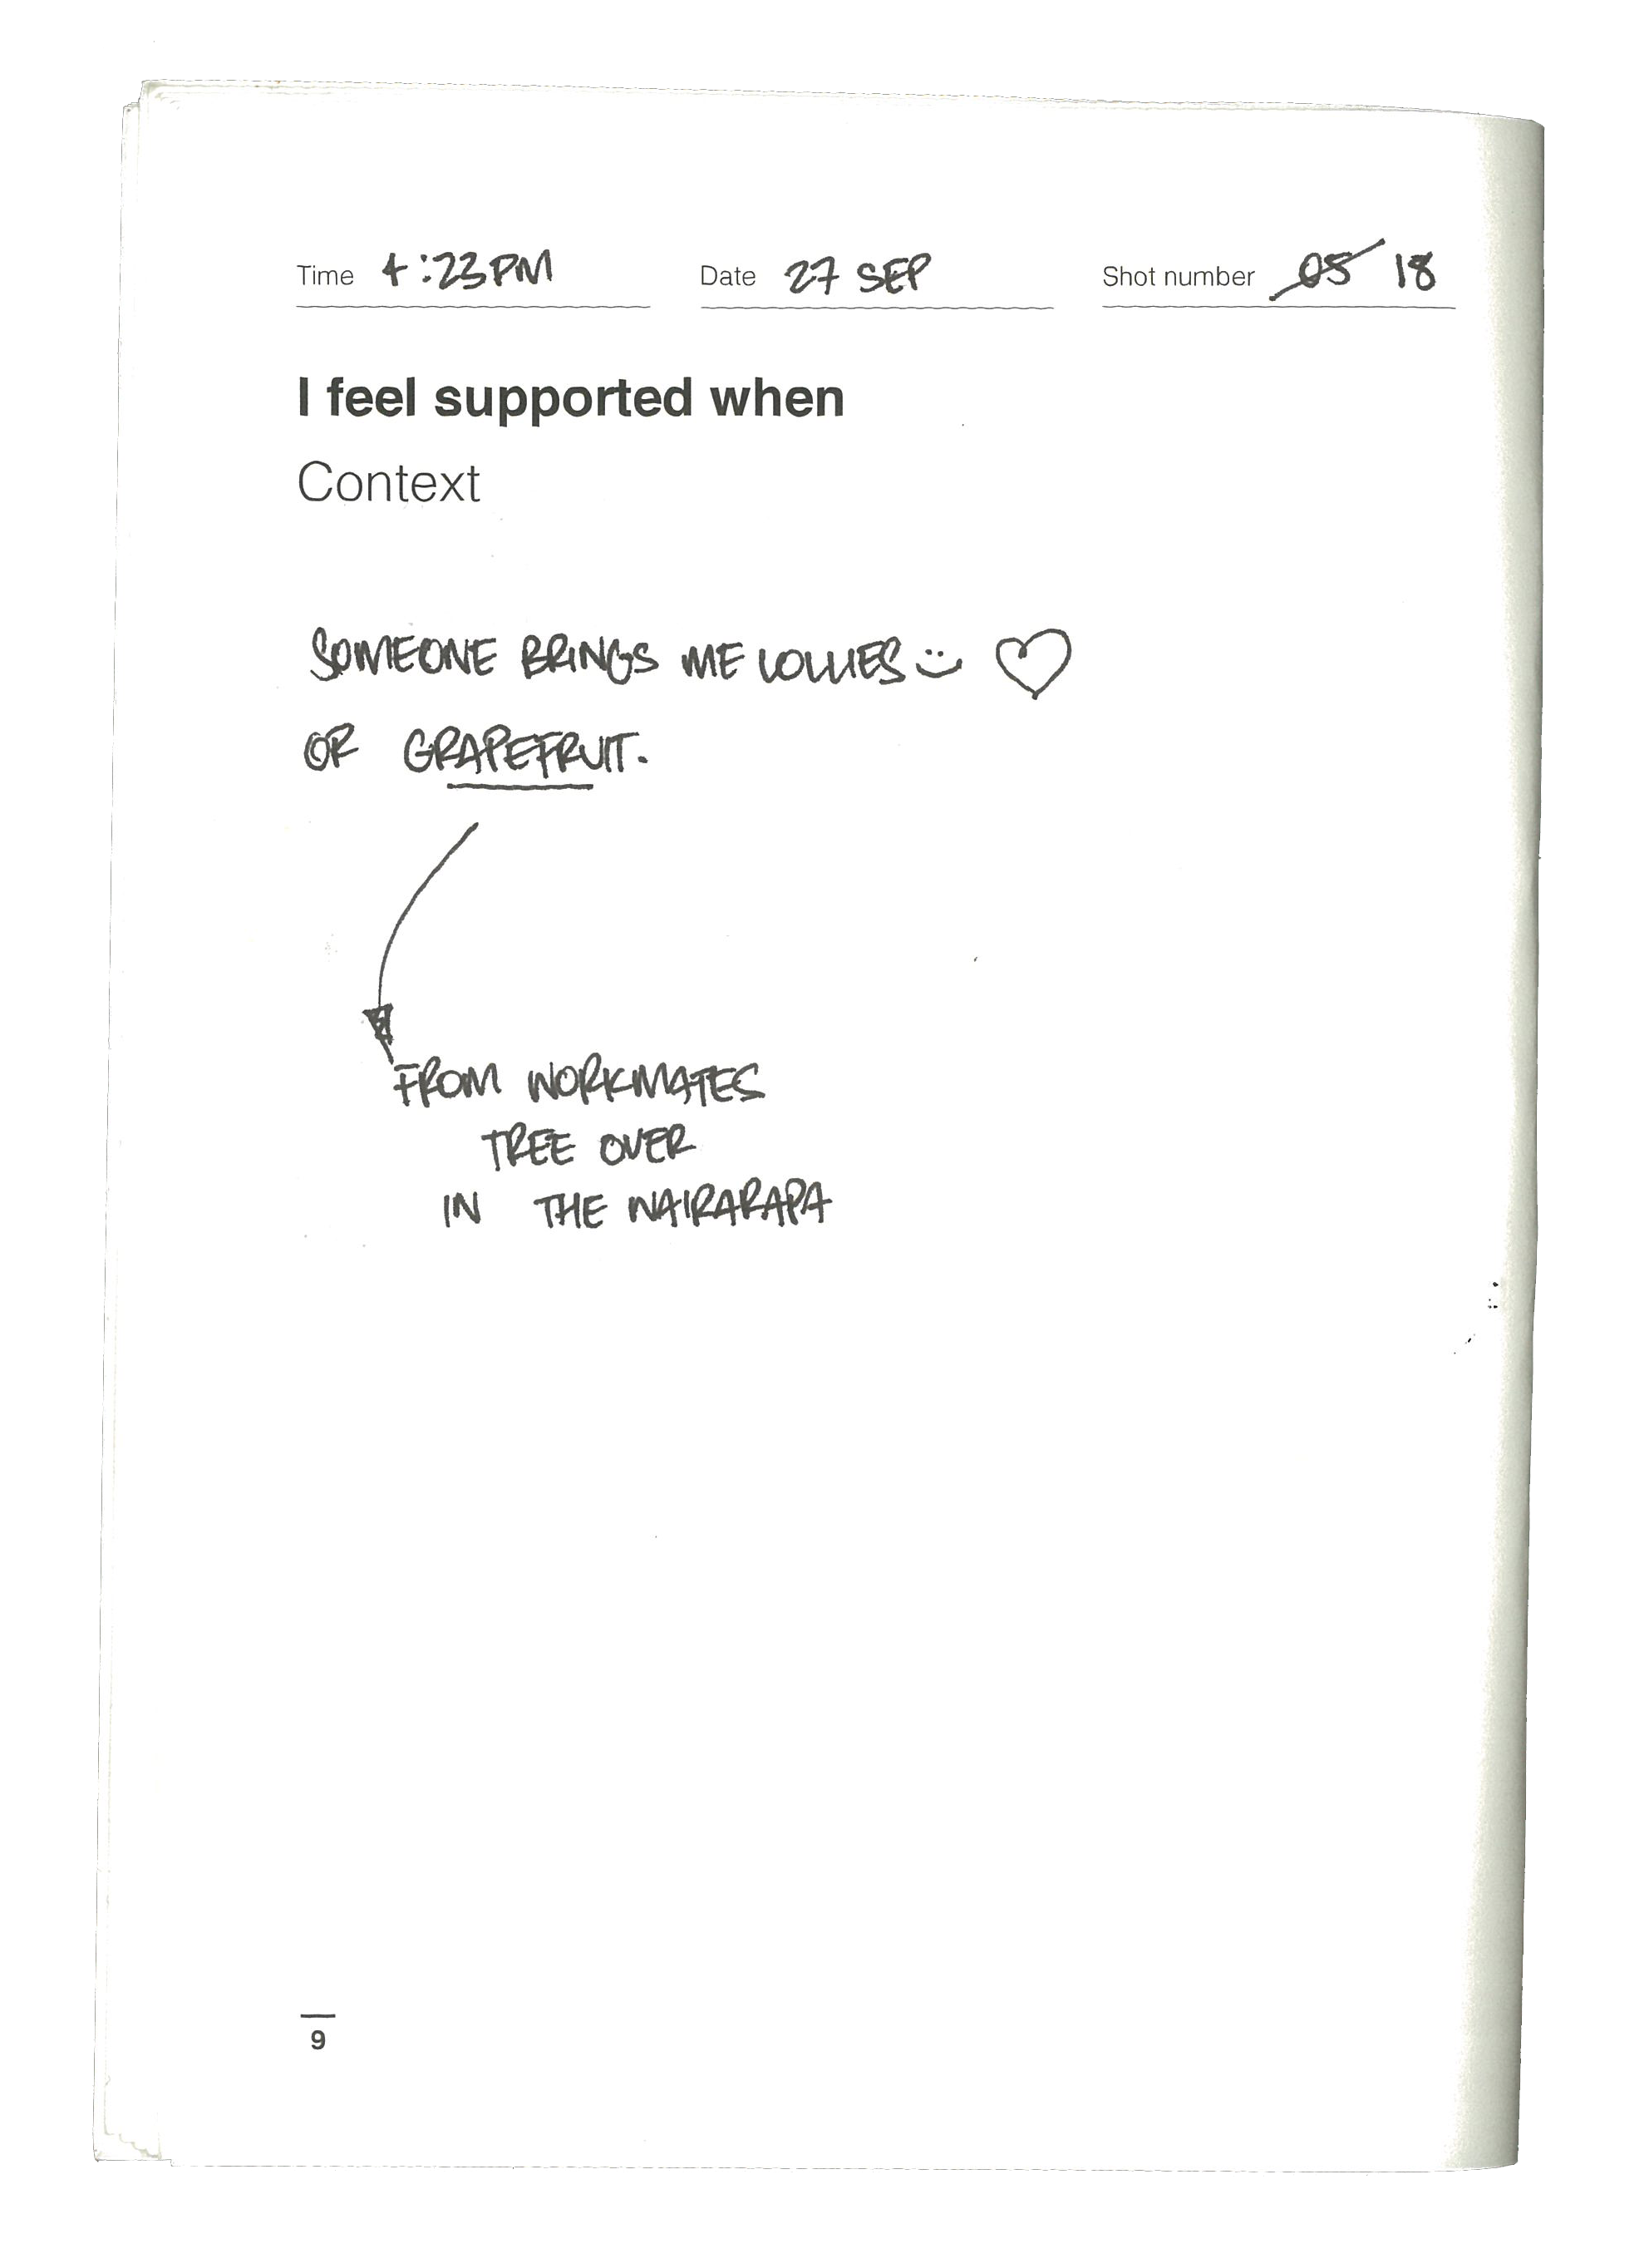 Time 4:23PM Date 27 SEP Shot number 05 18
I feel supported when
Context
SOMEONE BRINGS ME LOLLIES
OR GRAPEFRUIT.
FROM WORKMATES
TREE OVER
IN THE WAIRARAPA
9